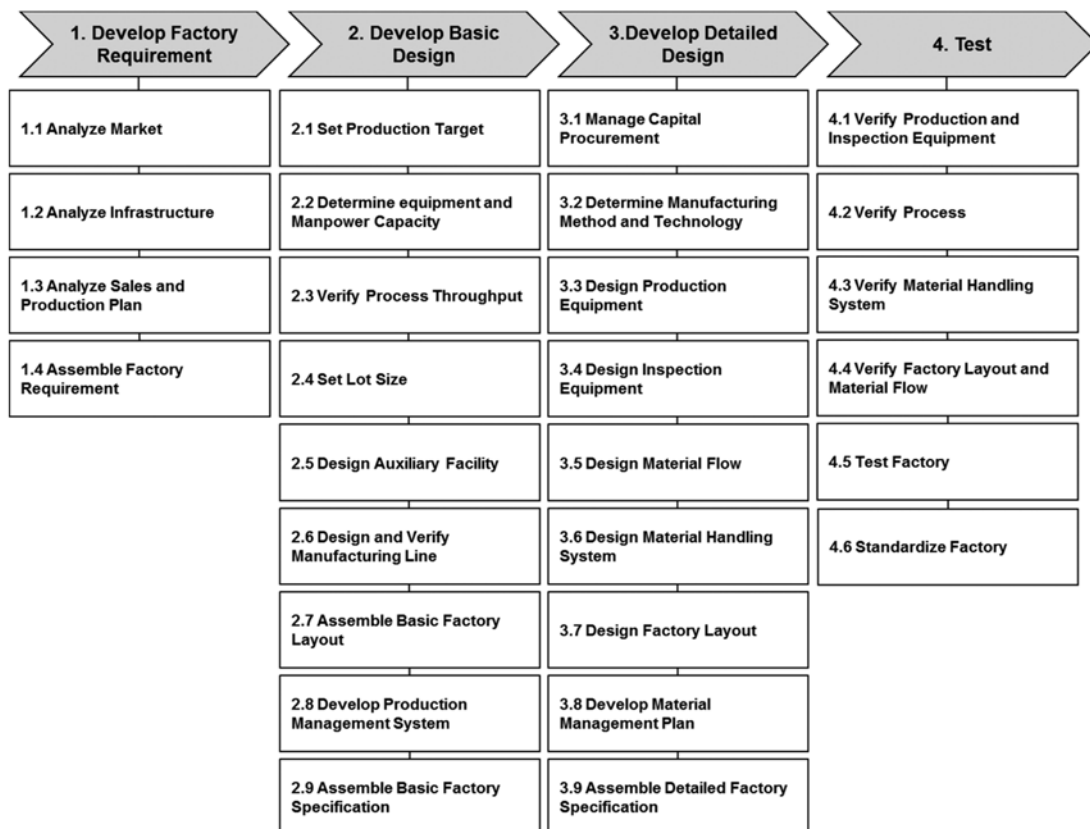 1. Develop Factory
Requirement
2. Develop Basic
Design
3.Develop Detailed
Design
4. Test
1.1 Analyze Market
1.2 Analyze Infrastructure
1.3 Analyze Sales and
Production Plan
1.4 Assemble Factory
Requirement
2.1 Set Production Target
2.2 Determine equipment and
Manpower Capacity
2.3 Verify Process Throughput
2.4 Set Lot Size
2.5 Design Auxiliary Facility
2.6 Design and Verify
Manufacturing Line
2.7 Assemble Basic Factory
Layout
2.8 Develop Production
Management System
2.9 Assemble Basic Factory
Specification
3.1 Manage Capital
Procurement
3.2 Determine Manufacturing
Method and Technology
3.3 Design Production
Equipment
3.4 Design Inspection
Equipment
3.5 Design Material Flow
3.6 Design Material Handling
System
3.7 Design Factory Layout
3.8 Develop Material
Management Plan
3.9 Assemble Detailed Factory
Specification
4.1 Verify Production and
Inspection Equipment
4.2 Verify Process
4.3 Verify Material Handling
System
4.4 Verify Factory Layout and
Material Flow
4.5 Test Factory
4.6 Standardize Factory